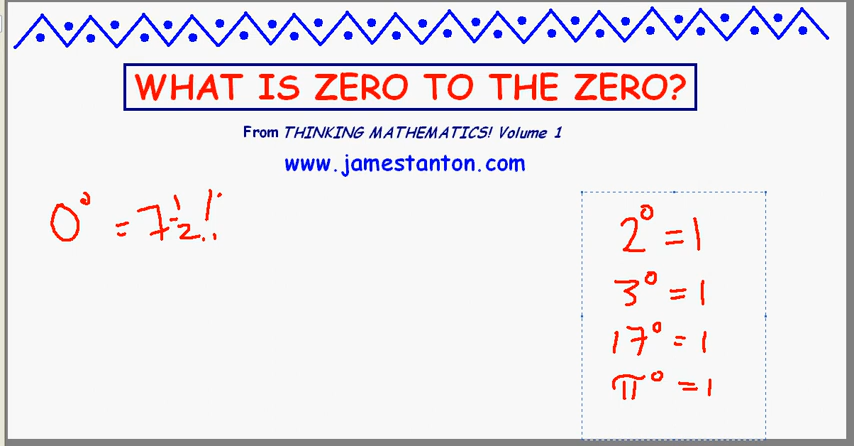 WHAT IS ZERO TO THE ZERO?
From THINKING MATHEMATICS! Volume 1
www.jamestanton.com
0⁰ = 7½!
2⁰ = 1
3⁰ = 1
17⁰ = 1
π⁰ = 1